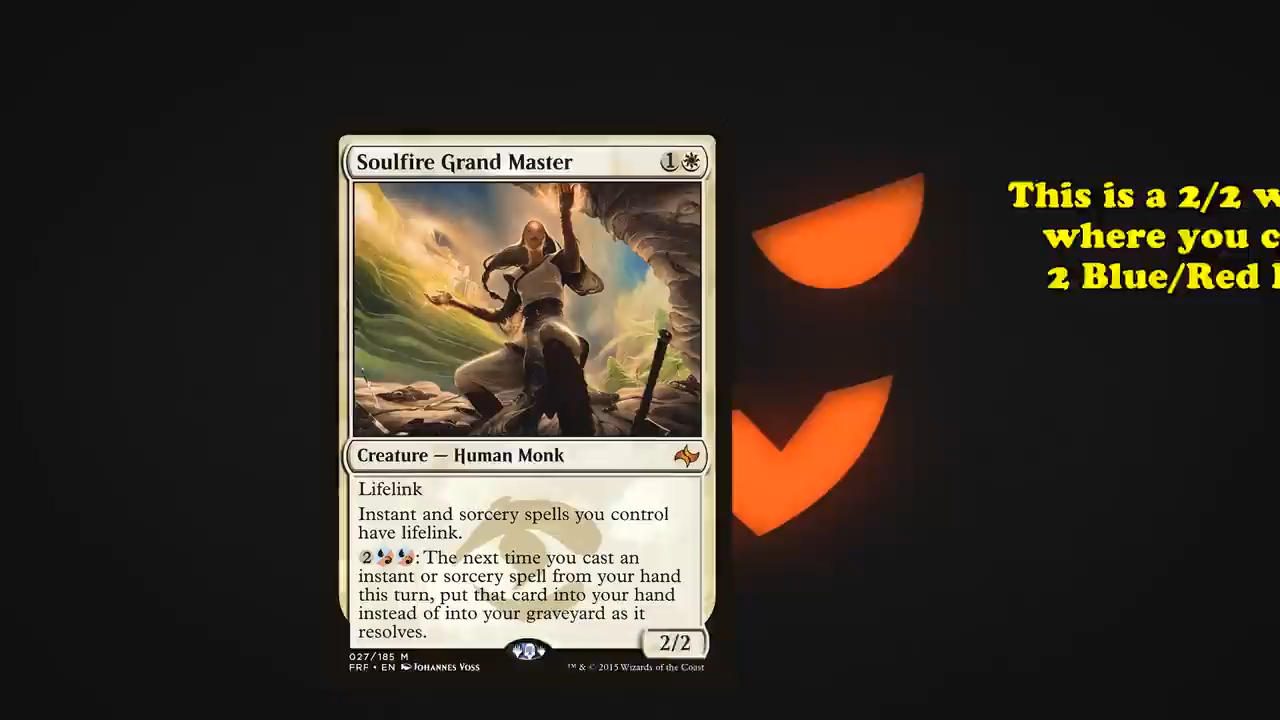 Soulfire Grand Master 1
Creature — Human Monk
Lifelink
Instant and sorcery spells you control
have lifelink.
2 : The next time you cast an
instant or sorcery spell from your hand
this turn, put that card into your hand
instead of into your graveyard as it
resolves.
2/2
027/185 M
FRF • EN Johannes Voss
™ & © 2015 Wizards of the Coast
This is a 2/2 w
where you c
2 Blue/Red